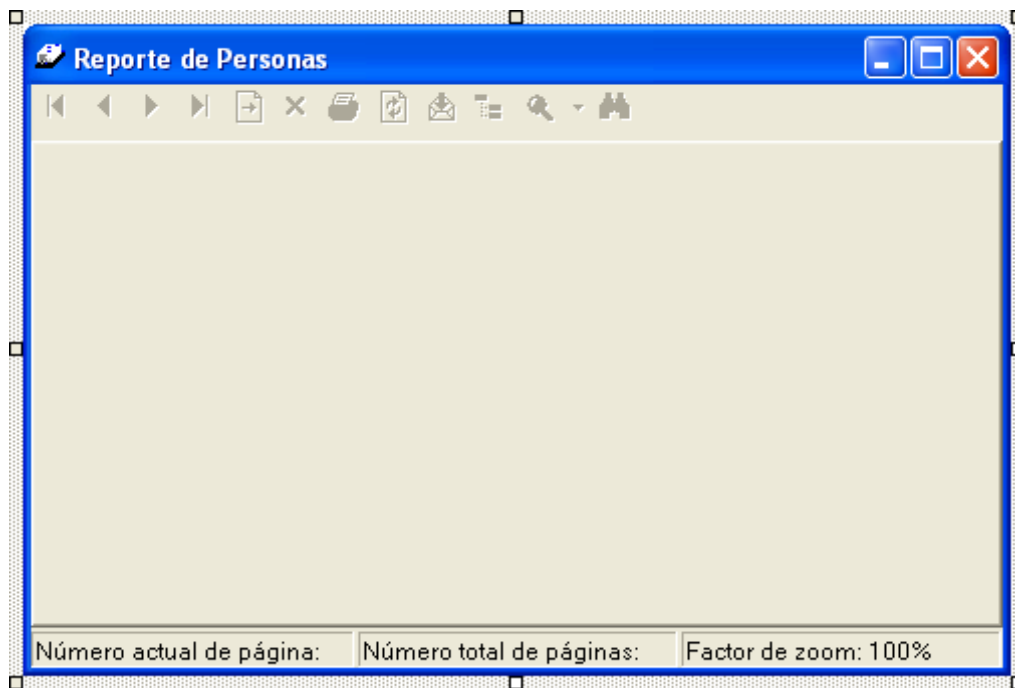 Reporte de Personas
Número actual de página:
Número total de páginas:
Factor de zoom: 100%